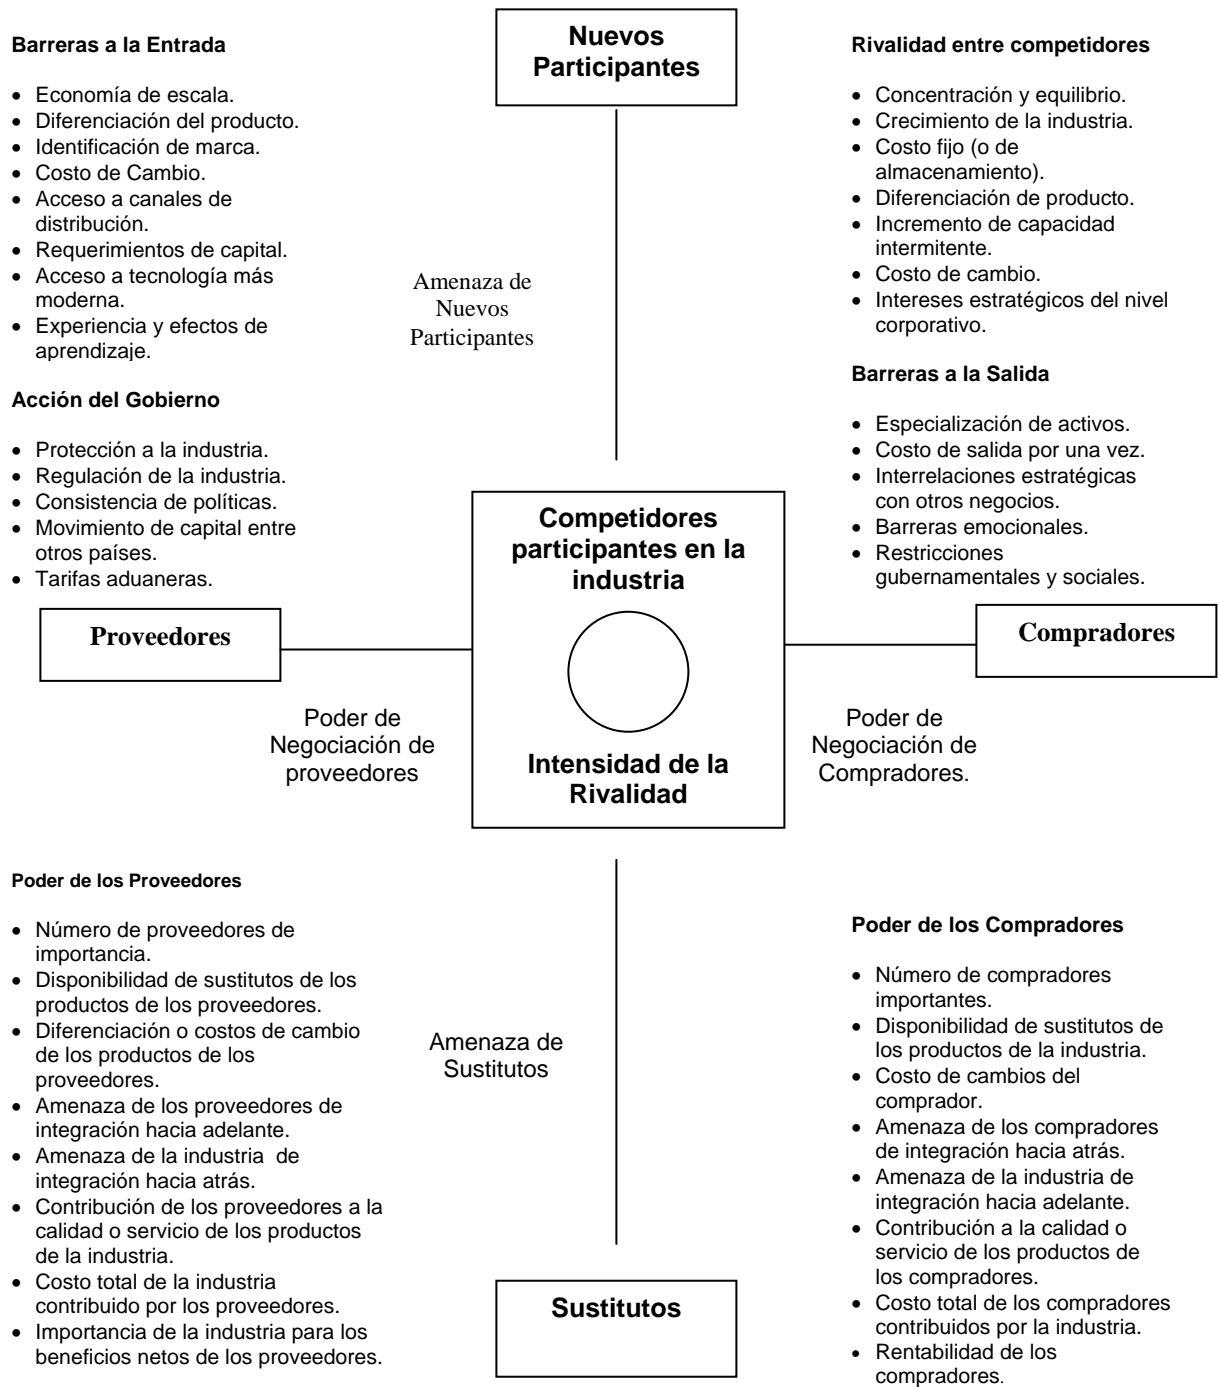 Nuevos
Participantes
Barreras a la Entrada
• Economía de escala.
• Diferenciación del producto.
• Identificación de marca.
• Costo de Cambio.
• Acceso a canales de
distribución.
• Requerimientos de capital.
• Acceso a tecnología más
moderna.
• Experiencia y efectos de
aprendizaje.
Rivalidad entre competidores
• Concentración y equilibrio.
• Crecimiento de la industria.
• Costo fijo (o de
almacenamiento).
• Diferenciación de producto.
• Incremento de capacidad
intermitente.
• Costo de cambio.
• Intereses estratégicos del nivel
corporativo.
Amenaza de
Nuevos
Participantes
Acción del Gobierno
• Protección a la industria.
• Regulación de la industria.
• Consistencia de políticas.
• Movimiento de capital entre
otros países.
• Tarifas aduaneras.
Barreras a la Salida
• Especialización de activos.
• Costo de salida por una vez.
• Interrelaciones estratégicas
con otros negocios.
• Barreras emocionales.
• Restricciones
gubernamentales y sociales.
Competidores
participantes en la
industria
Intensidad de la
Rivalidad
Proveedores
Compradores
Poder de
Negociación de
proveedores
Poder de
Negociación de
Compradores.
Poder de los Proveedores
• Número de proveedores de
importancia.
• Disponibilidad de sustitutos de los
productos de los proveedores.
• Diferenciación o costos de cambio
de los productos de los
proveedores.
• Amenaza de los proveedores de
integración hacia adelante.
• Amenaza de la industria de
integración hacia atrás.
• Contribución de los proveedores a la
calidad o servicio de los productos
de la industria.
• Costo total de la industria
contribuido por los proveedores.
• Importancia de la industria para los
beneficios netos de los proveedores.
Amenaza de
Sustitutos
Poder de los Compradores
• Número de compradores
importantes.
• Disponibilidad de sustitutos de
los productos de la industria.
• Costo de cambios del
comprador.
• Amenaza de los compradores
de integración hacia atrás.
• Amenaza de la industria de
integración hacia adelante.
• Contribución a la calidad o
servicio de los productos de
los compradores.
• Costo total de los compradores
contribuidos por la industria.
• Rentabilidad de los
compradores.
Sustitutos